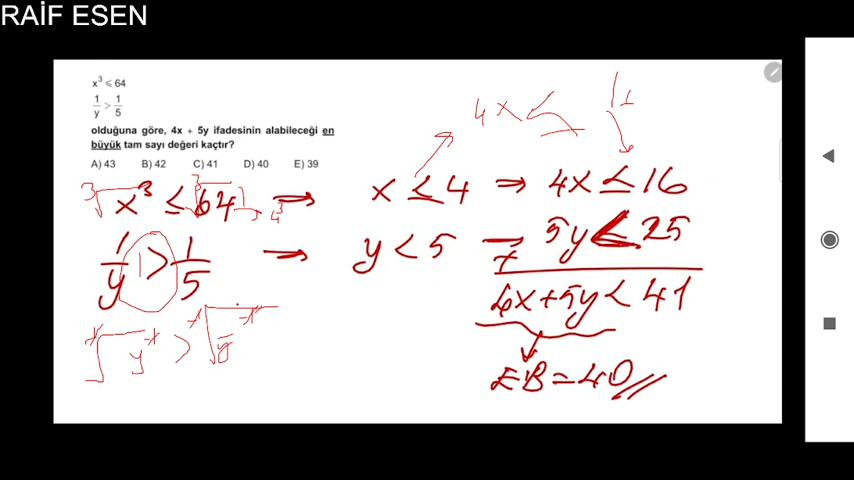 RAİF ESEN
x³ ⩽ 64
1/y > 1/5
olduğuna göre, 4x + 5y ifadesinin alabileceği en
büyük tam sayı değeri kaçtır?
A) 43 B) 42 C) 41 D) 40 E) 39
4x ≤
∛x³ ≤ ∛64 ⇒ x ≤ 4 ⇒ 4x ≤ 16
1/y > 1/5 → y < 5 → 5y < 25
4x+5y < 41
EB = 40